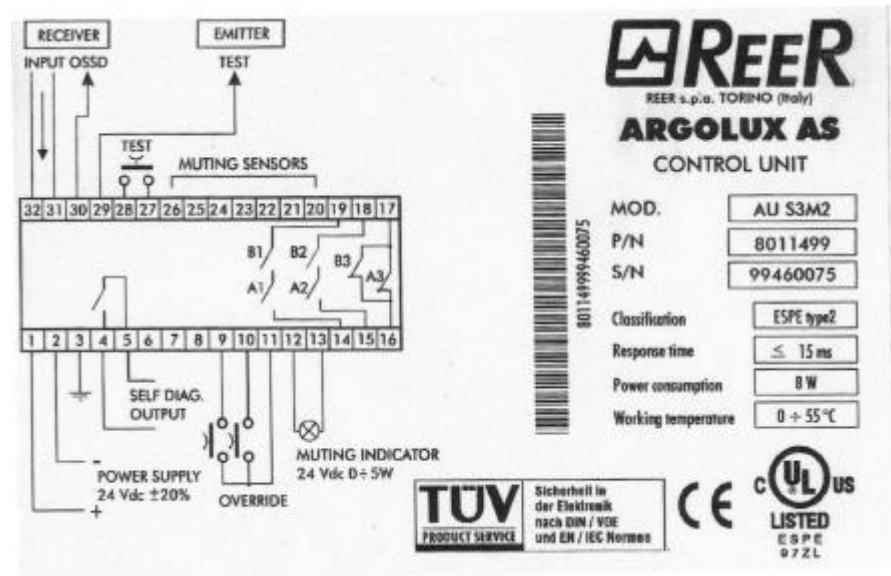 RECEIVER EMITTER
INPUT OSSD TEST
TEST
MUTING SENSORS
32 31 30 29 28 27 26 25 24 23 22 21 20 19 18 17
B1 B2 B3
A3
A1 A2
1 2 3 4 5 6 7 8 9 10 11 12 13 14 15 16
SELF DIAG.
OUTPUT
-
POWER SUPPLY
24 Vdc ±20%
+
OVERRIDE
MUTING INDICATOR
24 Vdc 0÷5W
REER
REER s.p.a. TORINO (Italy)
ARGOLUX AS
CONTROL UNIT
MOD. AU S3M2
P/N 8011499
S/N 99460075
801149999460075
Classification ESPE type2
Response time ≤ 15 ms
Power consumption 8 W
Working temperature 0 ÷ 55°C
TÜV
PRODUCT SERVICE
Sicherheit in
der Elektronik
nach DIN / VDE
und EN / IEC Normen
CE
C UL US
®
LISTED
ESPE
97ZL